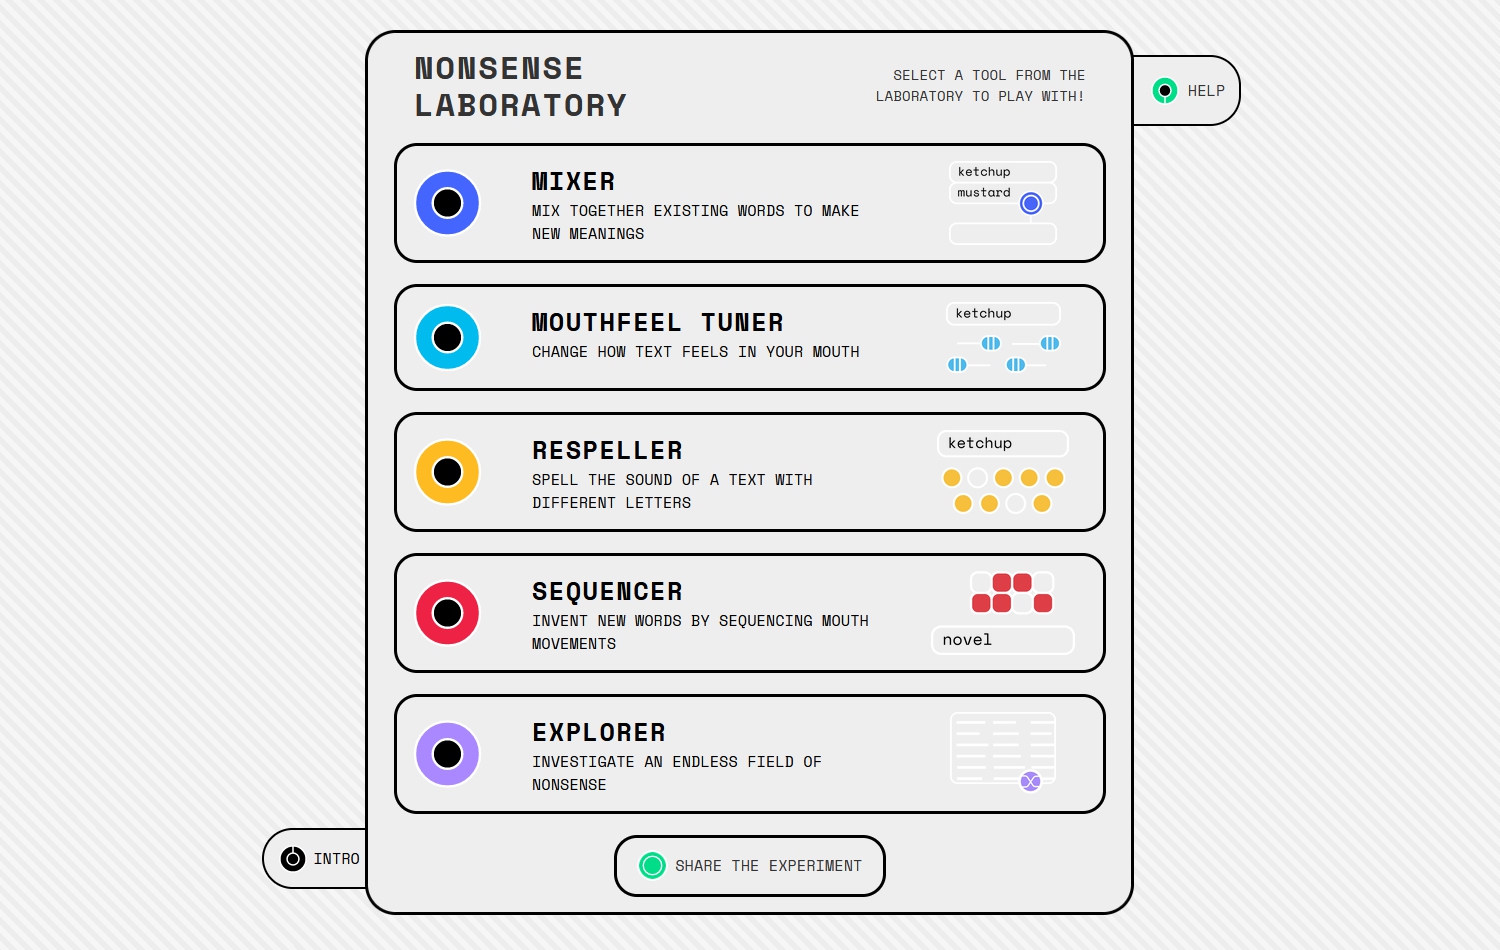 NONSENSE
LABORATORY
SELECT A TOOL FROM THE
LABORATORY TO PLAY WITH!
HELP
MIXER
MIX TOGETHER EXISTING WORDS TO MAKE
NEW MEANINGS
ketchup
mustard
MOUTHFEEL TUNER
CHANGE HOW TEXT FEELS IN YOUR MOUTH
ketchup
RESPELLER
SPELL THE SOUND OF A TEXT WITH
DIFFERENT LETTERS
ketchup
SEQUENCER
INVENT NEW WORDS BY SEQUENCING MOUTH
MOVEMENTS
novel
EXPLORER
INVESTIGATE AN ENDLESS FIELD OF
NONSENSE
INTRO
SHARE THE EXPERIMENT